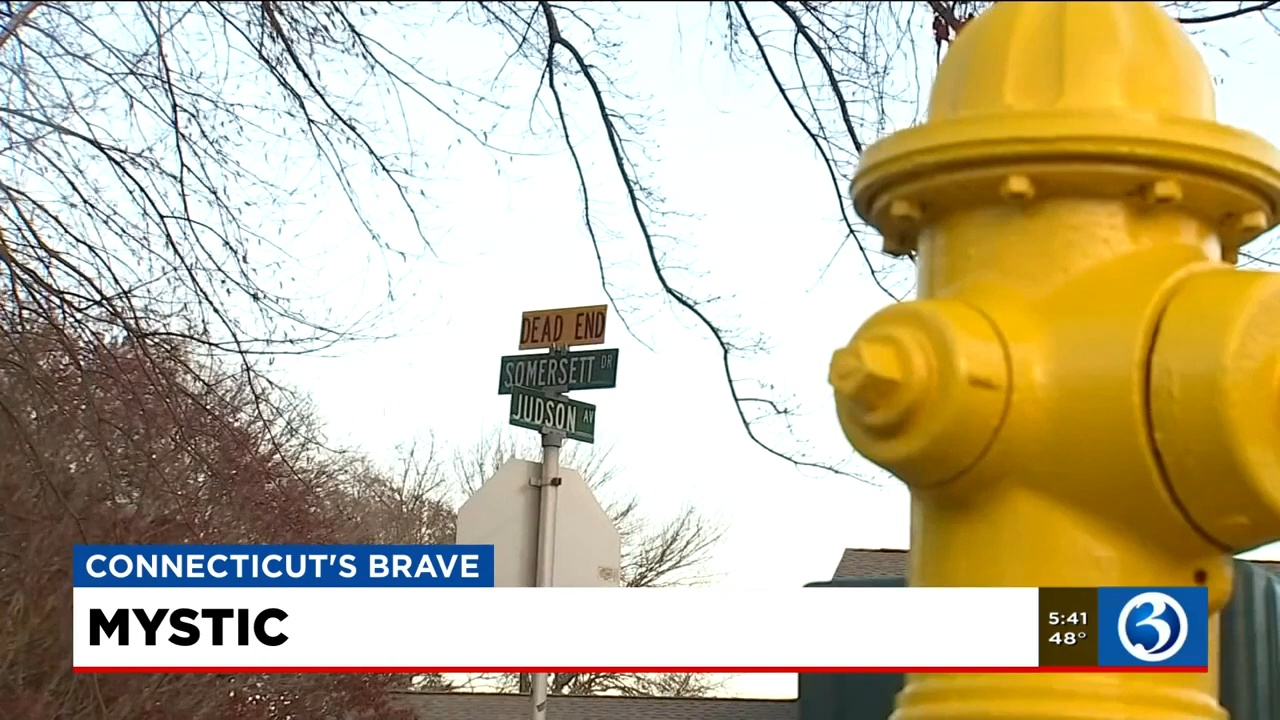 DEAD END
SOMERSETT DR
JUDSON AV
CONNECTICUT'S BRAVE
MYSTIC
5:41
48°
3